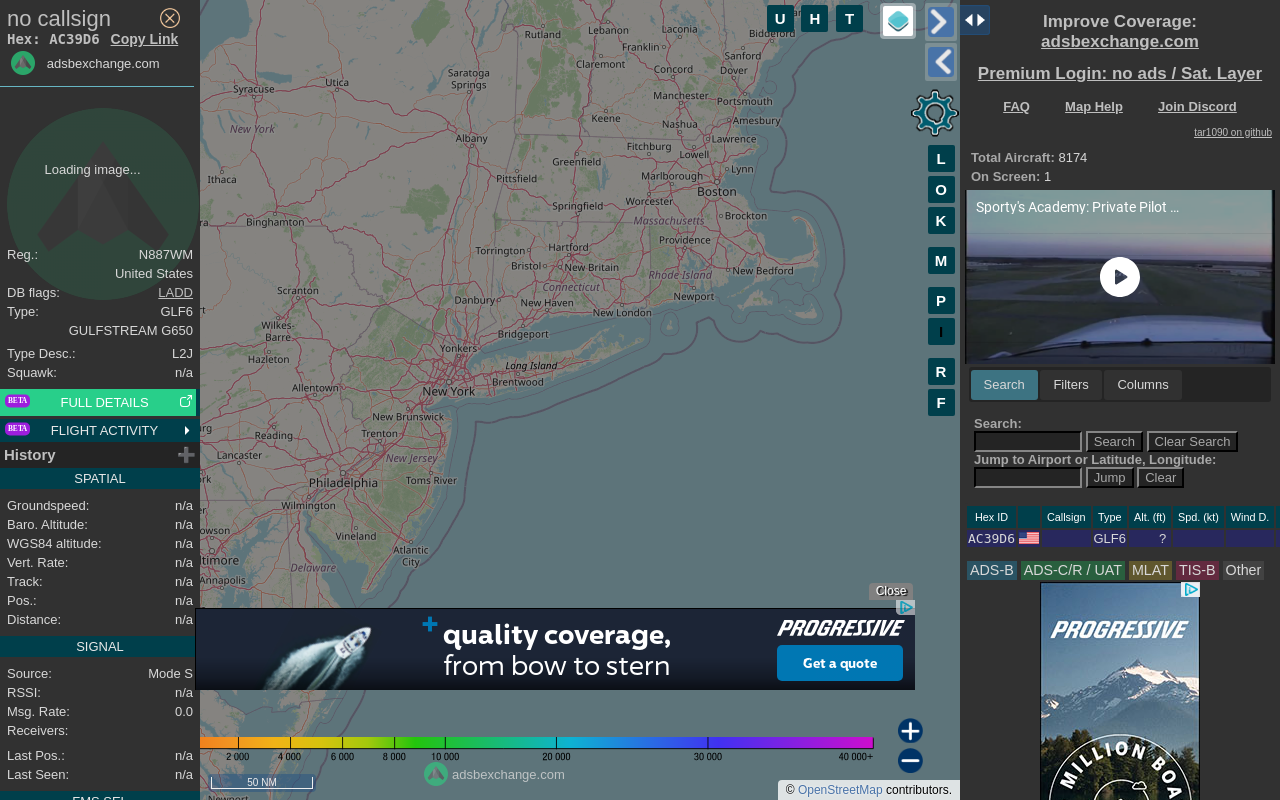 no callsign
Hex: AC39D6 Copy Link
adsbexchange.com
Loading image...
Reg.: N887WM
United States
DB flags: LADD
Type: GLF6
GULFSTREAM G650
Type Desc.: L2J
Squawk: n/a
BETA FULL DETAILS
BETA FLIGHT ACTIVITY
History
SPATIAL
Groundspeed: n/a
Baro. Altitude: n/a
WGS84 altitude: n/a
Vert. Rate: n/a
Track: n/a
Pos.: n/a
Distance: n/a
SIGNAL
Source: Mode S
RSSI: n/a
Msg. Rate: 0.0
Receivers:
Last Pos.: n/a
Last Seen: n/a
FMS SEL
U H T
L
O
K
M
P
I
R
F
Rutland
Lebanon
Laconia
Biddeford
Franklin
Sanford
Claremont
Concord
Dover
Saratoga
Springs
Utica
Syracuse
Manchester
Portsmouth
Keene
Nashua
Amesbury
New York
Albany
Lawrence
Fitchburg
Lowell
Greenfield
Lynn
Ithaca
Pittsfield
Marlborough
Boston
Worcester
Springfield
Brockton
Massachusetts
Binghamton
Providence
Torrington
Hartford
Bristol
New Britain
New Bedford
Rhode Island
Connecticut
Newport
Scranton
Danbury
New Haven
New London
Wilkes-
Barre
Bridgeport
Yonkers
Hazleton
Long Island
Brentwood
Allentown
New York
New Brunswick
Reading
Trenton
Lancaster
New Jersey
Philadelphia
Toms River
Wilmington
Vineland
Atlantic
City
Annapolis
Delaware
Close
quality coverage,
from bow to stern
PROGRESSIVE
Get a quote
2 000 4 000 6 000 8 000 10 000 20 000 30 000 40 000+
adsbexchange.com
50 NM
© OpenStreetMap contributors.
Improve Coverage:
adsbexchange.com
Premium Login: no ads / Sat. Layer
FAQ Map Help Join Discord
tar1090 on github
Total Aircraft: 8174
On Screen: 1
Sporty's Academy: Private Pilot ...
Search Filters Columns
Search:
Search Clear Search
Jump to Airport or Latitude, Longitude:
Jump Clear
Hex ID Callsign Type Alt. (ft) Spd. (kt) Wind D.
AC39D6 GLF6 ?
ADS-B ADS-C/R / UAT MLAT TIS-B Other
PROGRESSIVE
MILLION BOA